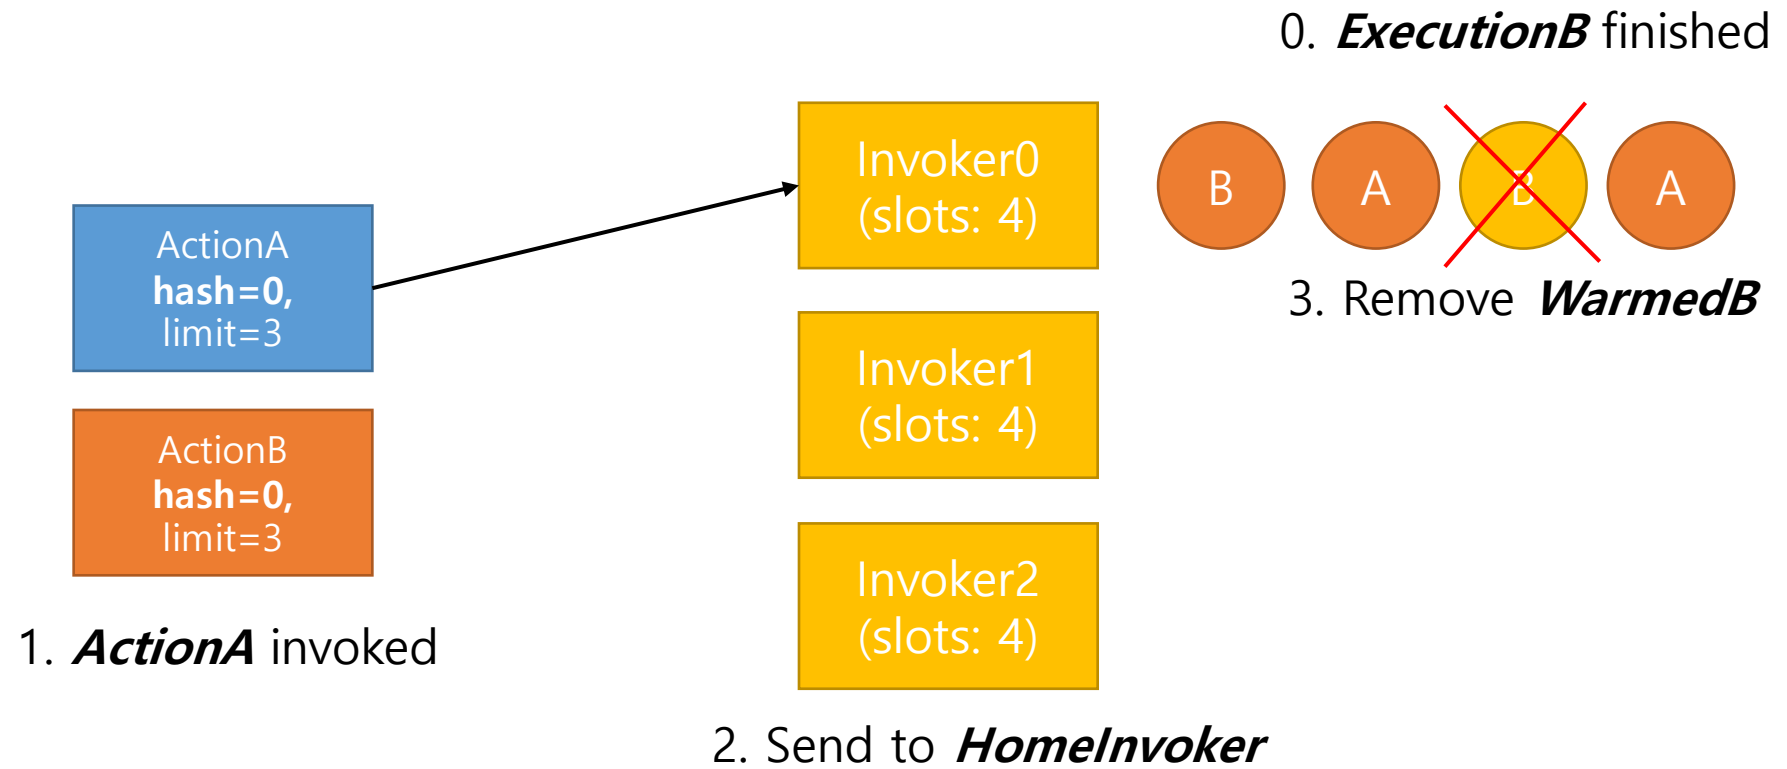 0. ExecutionB finished
Invoker0
(slots: 4)
B
A
B
A
ActionA
hash=0,
limit=3
3. Remove WarmedB
Invoker1
(slots: 4)
ActionB
hash=0,
limit=3
Invoker2
(slots: 4)
1. ActionA invoked
2. Send to HomeInvoker